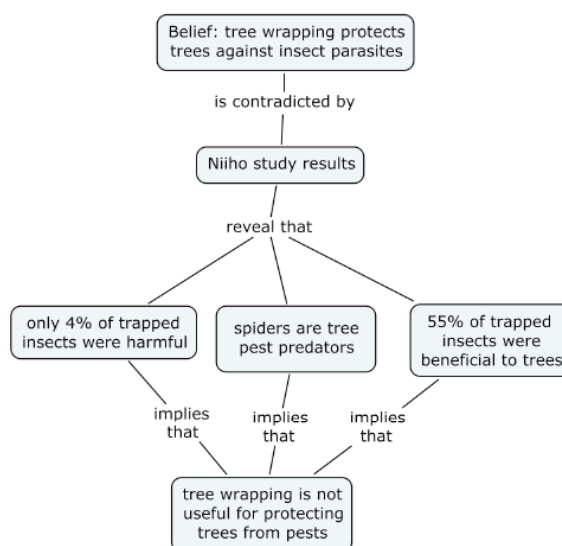 Belief: tree wrapping protects
trees against insect parasites
is contradicted by
Niiho study results
reveal that
only 4% of trapped
insects were harmful
spiders are tree
pest predators
55% of trapped
insects were
beneficial to trees
implies
that
implies
that
implies
that
tree wrapping is not
useful for protecting
trees from pests